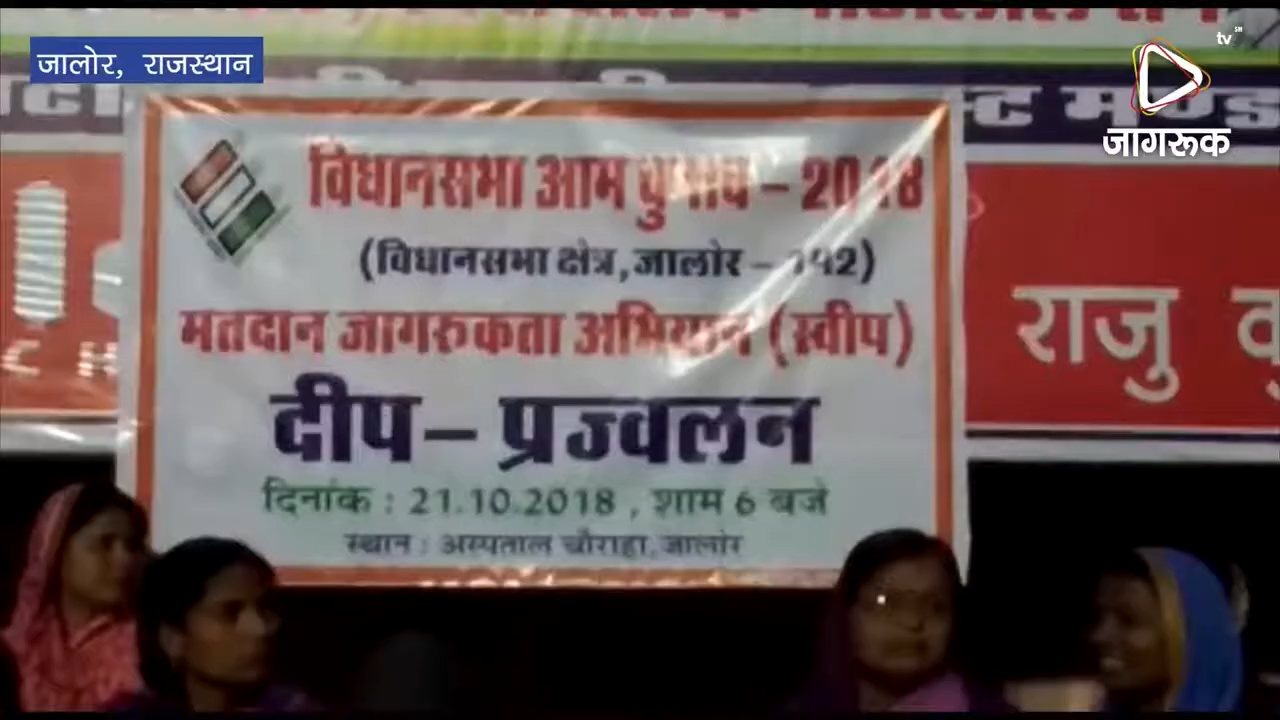 जालोर, राजस्थान
tv
जागरूक
विधानसभा आम चुनाव – 2018
(विधानसभा क्षेत्र, जालोर – 142)
मतदान जागरुकता अभियान (स्वीप)
दीप – प्रज्वलन
दिनांक : 21.10.2018 , शाम 6 बजे
स्थान : अस्पताल चौराहा, जालोर
राजु
C H